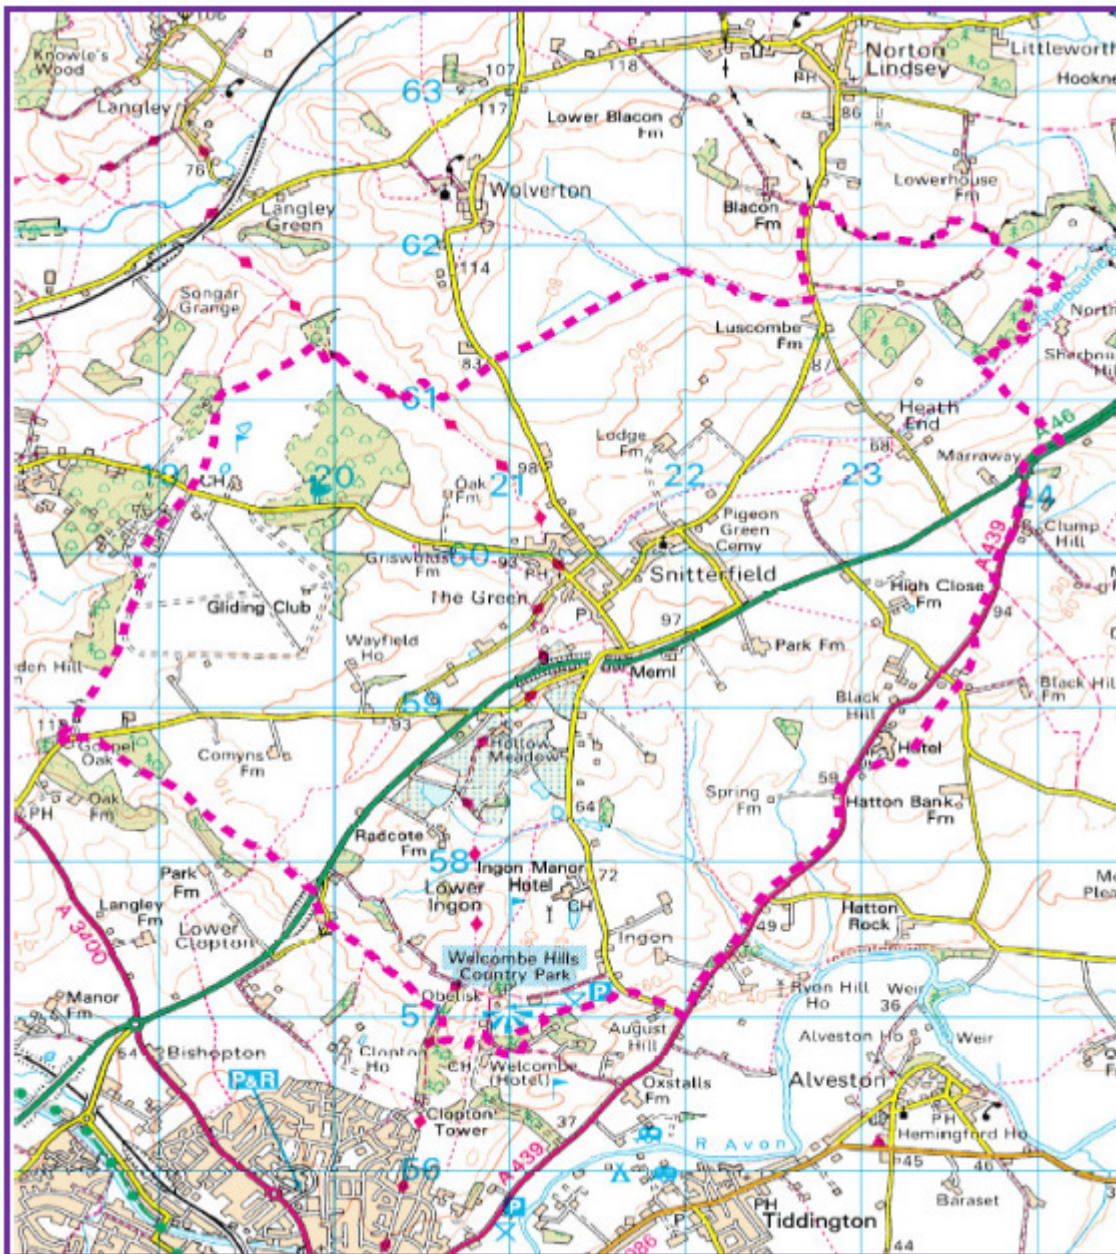 106
Knowle's
Wood
Langley
76
Langley
Green
107
117
63
118
Norton
Lindsey
PH
86
Littleworth
Lower Blacon
Fm
Wolverton
Blacon
Fm
Lowerhouse
Fm
62
114
Songar
Grange
80
83
61
Luscombe
Fm
87
Heath
End
68
Marraway
A 46
Lodge
Fm
19
CH
20
Oak
Fm
98
21
22
23
24
Pigeon
Green
Cemy
Clump
Hill
A 439
60
93
PH
Griswolds
Fm
Snitterfield
The Green
Gliding Club
High Close
Fm
94
P
97
Wayfield
Ho
Park Fm
Meml
59
93
Black
Hill
Black Hill
Fm
Gospel
Oak
Comyns
Fm
110
Hollow
Meadow
Hotel
59
Spring
Fm
Hatton Bank
Fm
PH
Oak
Fm
64
Radcote
Fm
58
Park
Fm
Langley
Fm
Lower
Clopton
Lower
Ingon
Ingon Manor
Hotel
CH
72
A 3400
49
Hatton
Rock
Ingon
Welcombe Hills
Country Park
P
Obelisk
57
Ryon Hill
Ho
Weir
36
Weir
Manor
Fm
August
Hill
Alveston Ho
54
Bishopton
Clopton
Ho
CH
Welcombe
(Hotel)
Oxstalls
Fm
Alveston
P&R
Clopton
Tower
37
PH
Hemingford Ho
R Avon
56
A 439
45
46
Baraset
P
PH
P
Tiddington
44